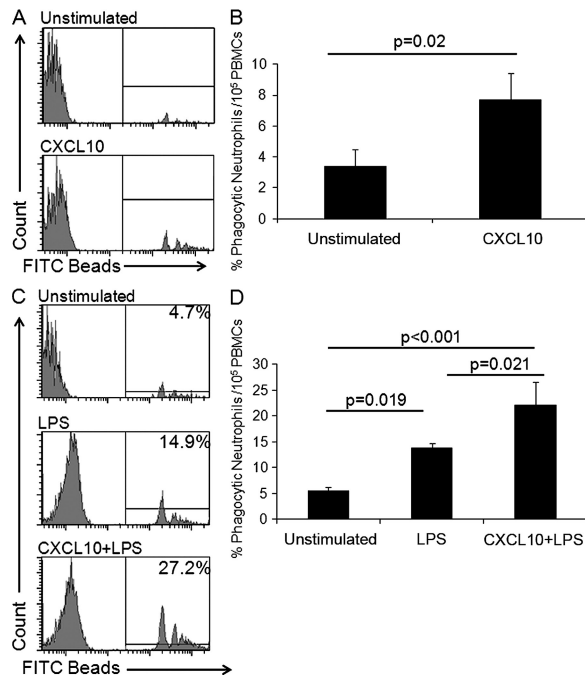 A
Unstimulated
CXCL10
Count
FITC Beads
B
p=0.02
% Phagocytic Neutrophils /10⁵ PBMCs
10
8
6
4
2
0
Unstimulated
CXCL10
C
Unstimulated
4.7%
LPS
14.9%
CXCL10+LPS
27.2%
Count
FITC Beads
D
p<0.001
p=0.021
p=0.019
% Phagocytic Neutrophils /10⁵ PBMCs
30
25
20
15
10
5
0
Unstimulated
LPS
CXCL10+LPS